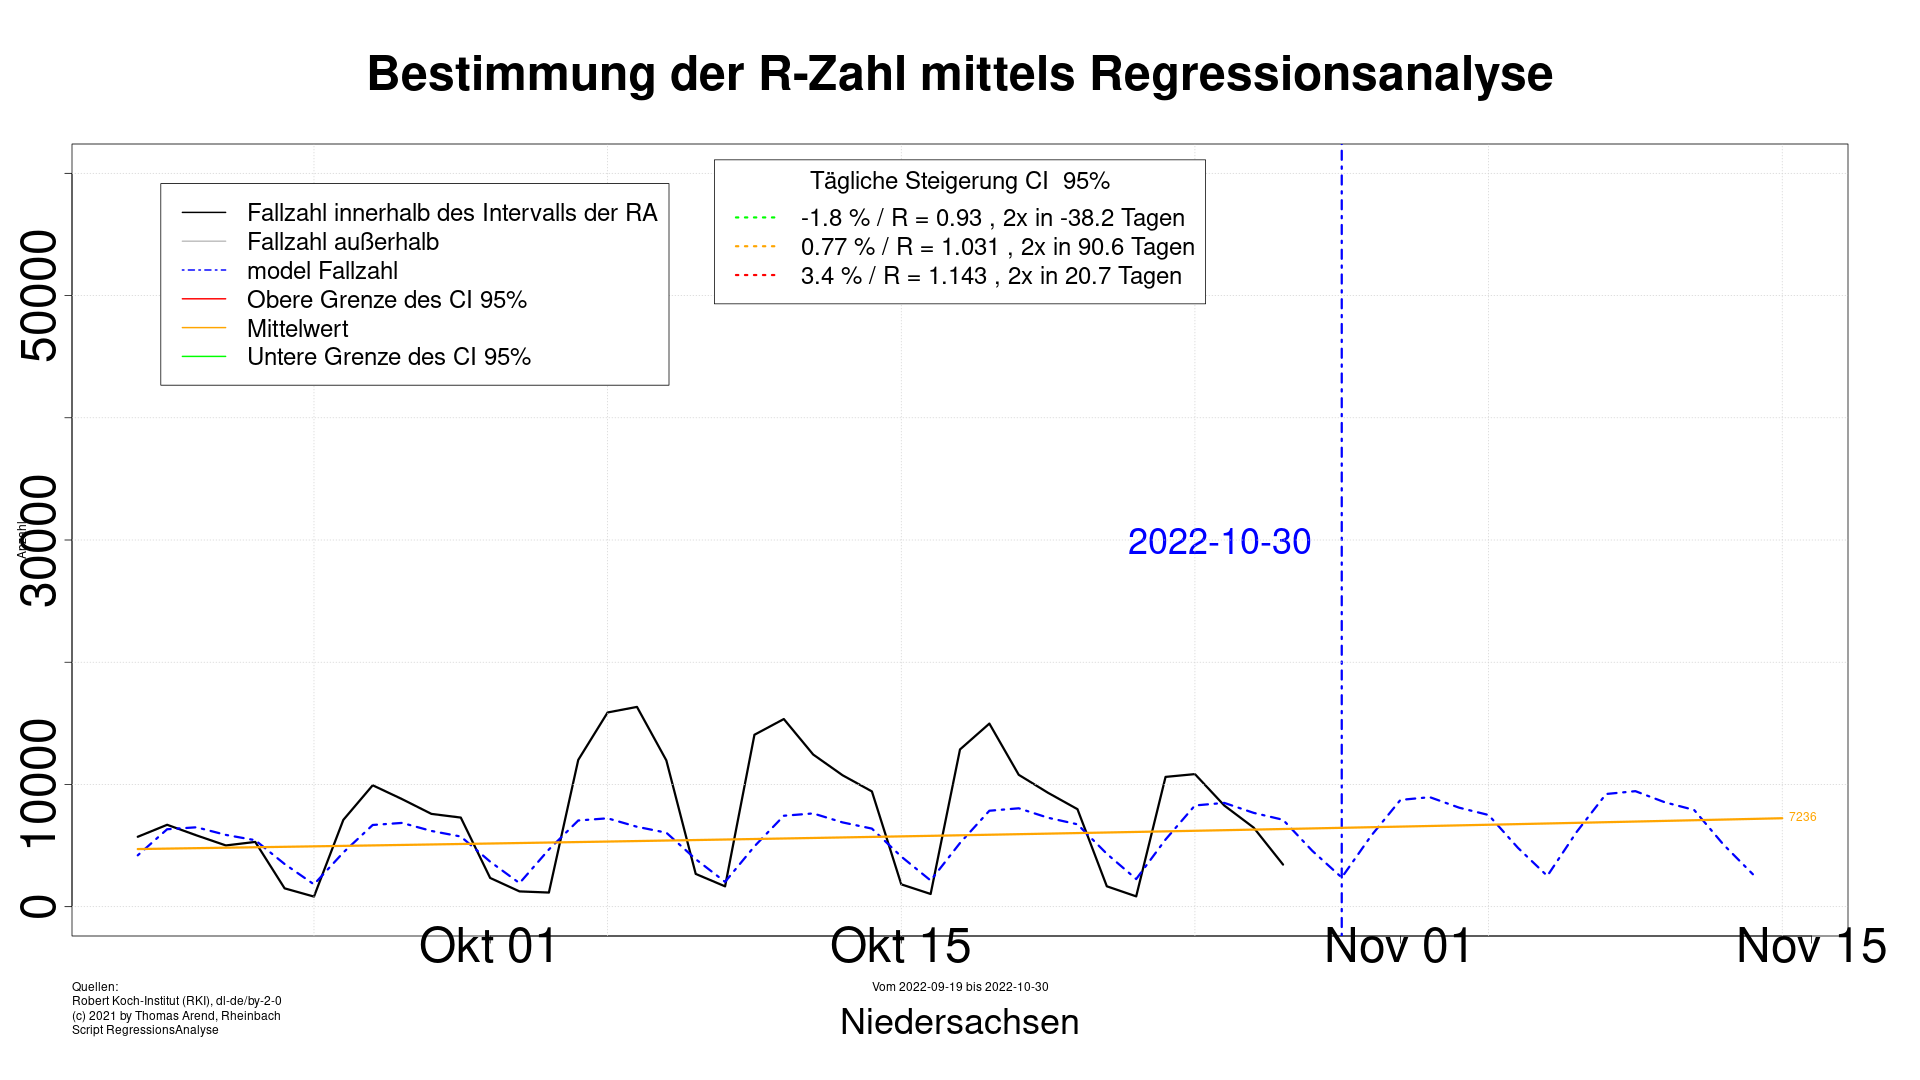 Bestimmung der R-Zahl mittels Regressionsanalyse
Fallzahl innerhalb des Intervalls der RA
Fallzahl außerhalb
model Fallzahl
Obere Grenze des CI 95%
Mittelwert
Untere Grenze des CI 95%
Tägliche Steigerung CI  95%
-1.8 % / R = 0.93 , 2x in -38.2 Tagen
0.77 % / R = 1.031 , 2x in 90.6 Tagen
3.4 % / R = 1.143 , 2x in 20.7 Tagen
50000
30000
10000
0
Anzahl
2022-10-30
7236
Okt 01
Okt 15
Nov 01
Nov 15
Quellen:
Robert Koch-Institut (RKI), dl-de/by-2-0
(c) 2021 by Thomas Arend, Rheinbach
Script RegressionsAnalyse
Vom 2022-09-19 bis 2022-10-30
Niedersachsen